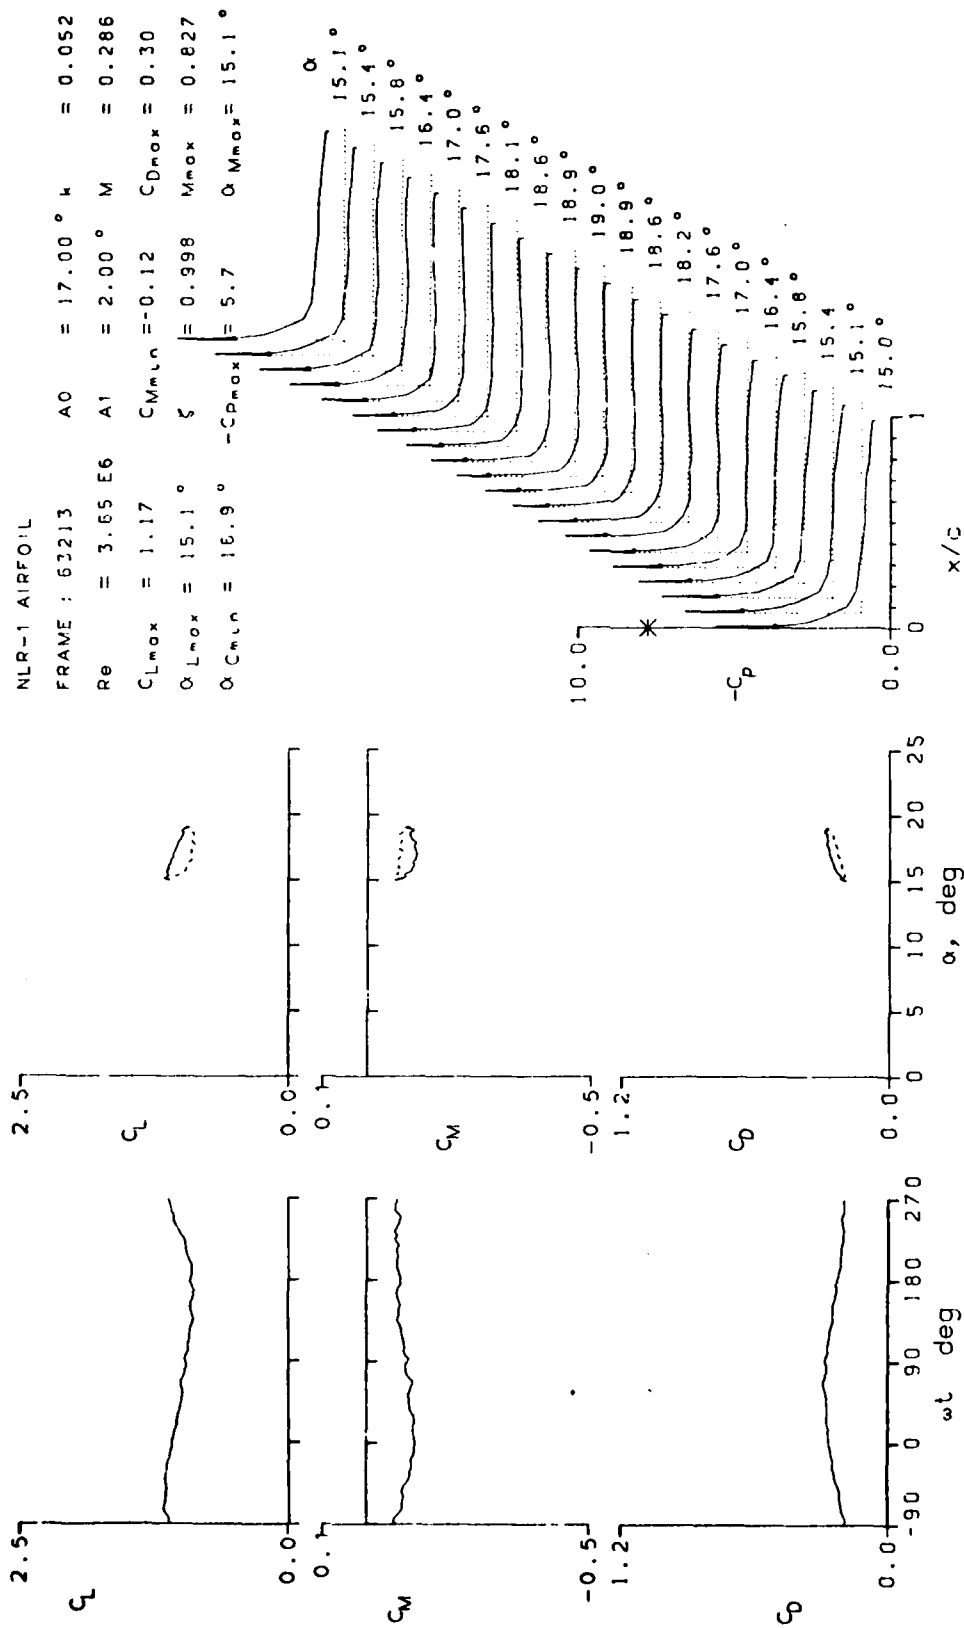 NLR-1 AIRFOIL
FRAME : 63213 A0 = 17.00° k = 0.052
Re = 3.65 E6 A1 = 2.00° M = 0.286
CLmax = 1.17 CMmin =-0.12 CDmax = 0.30
αLmax = 15.1° ζ = 0.998 Mmax = 0.827
αCmin = 16.9° -CPmax = 5.7 αMmax = 15.1°
2.5
CL
0.0
0.1
CM
-0.5
1.2
CD
0.0
-90 0 90 180 270
ωt deg
2.5
CL
0.0
0.1
CM
-0.5
1.2
CD
0.0
0 5 10 15 20 25
α, deg
α
15.1°
15.4°
15.8°
16.4°
17.0°
17.6°
18.1°
18.6°
18.9°
19.0°
18.9°
18.6°
18.2°
17.6°
17.0°
16.4°
15.8°
15.4
15.1°
15.0°
10.0
-Cp
0.0
0 1
x/c